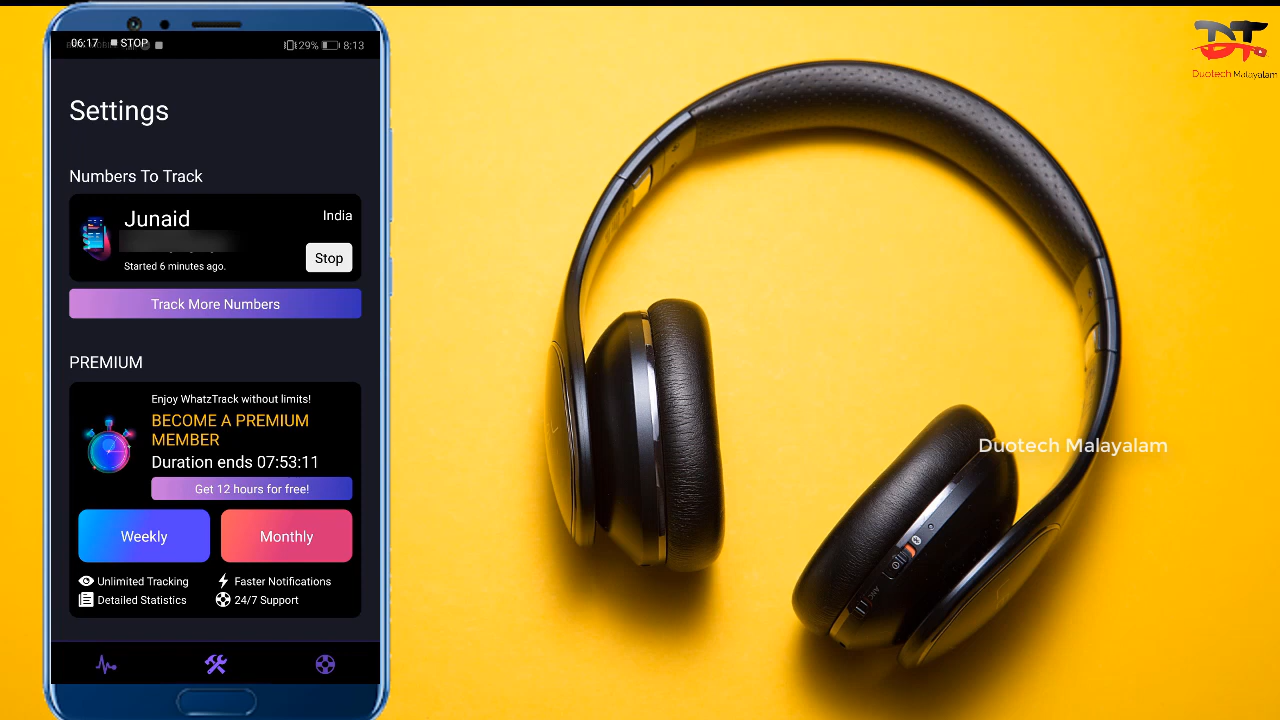 06:17 STOP
29% 8:13
Settings
Numbers To Track
Junaid
India
Started 6 minutes ago.
Stop
Track More Numbers
PREMIUM
Enjoy WhatzTrack without limits!
BECOME A PREMIUM
MEMBER
Duration ends 07:53:11
Get 12 hours for free!
Weekly
Monthly
Unlimited Tracking
Faster Notifications
Detailed Statistics
24/7 Support
DT
Duotech Malayalam
Duotech Malayalam